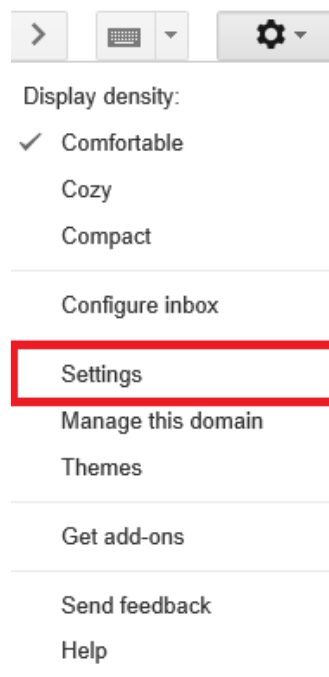 Display density:
Comfortable
Cozy
Compact
Configure inbox
Settings
Manage this domain
Themes
Get add-ons
Send feedback
Help